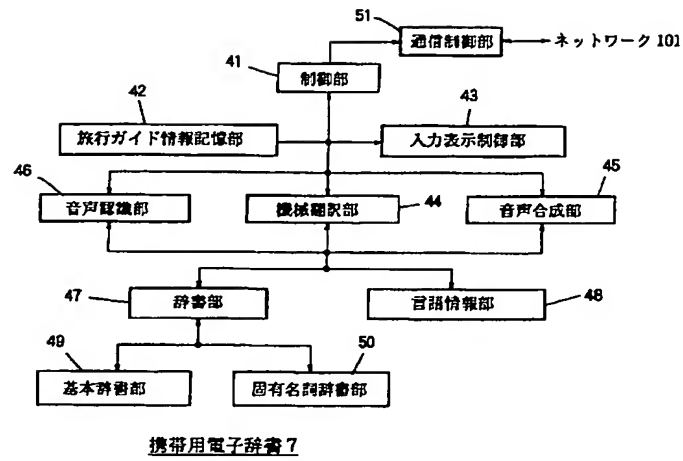 51
通信制御部
ネットワーク 101
41
制御部
42
43
旅行ガイド情報記憶部
入力表示制御部
46
45
音声認識部
機械翻訳部
44
音声合成部
47
辞書部
言語情報部
48
49
50
基本辞書部
固有名詞辞書部
携帯用電子辞書7